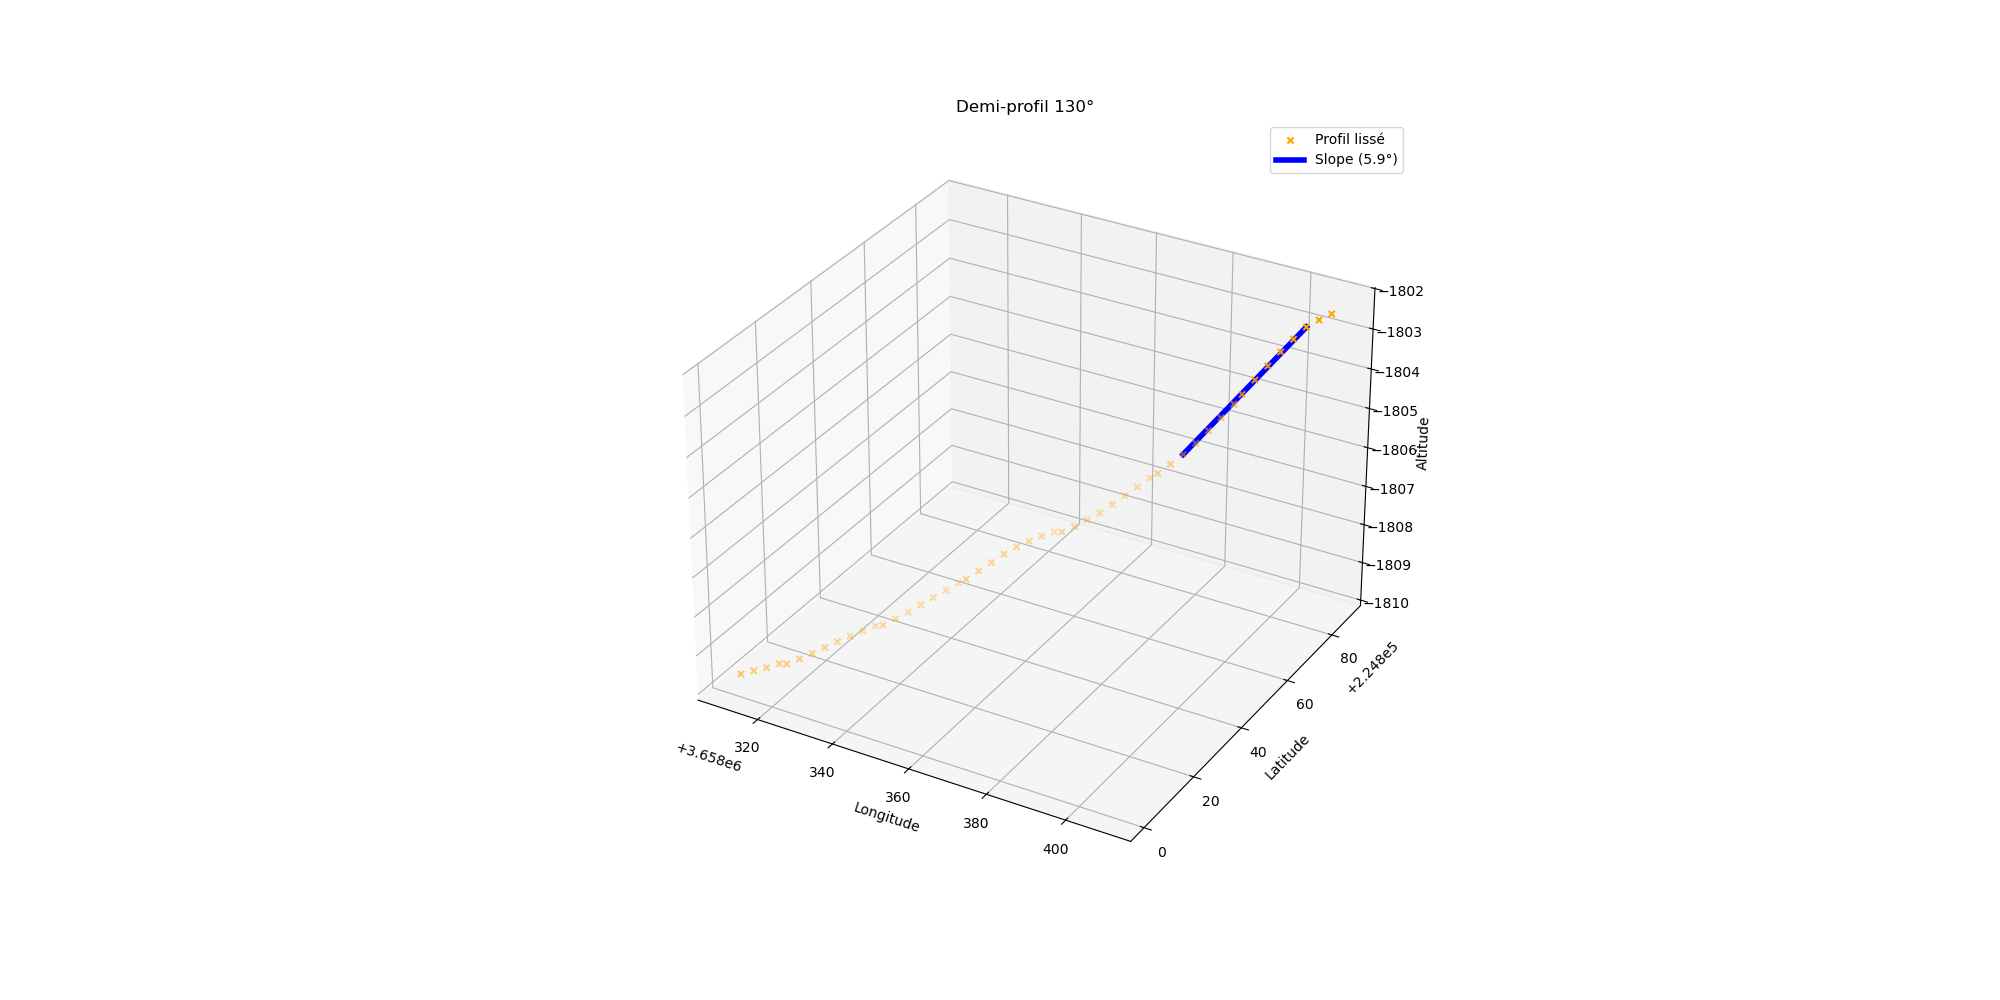 Demi-profil 130°
Profil lissé
Slope (5.9°)
−1802
−1803
−1804
−1805
−1806
−1807
−1808
−1809
−1810
Altitude
80
60
40
20
0
+2.248e5
Latitude
320
340
360
380
400
+3.658e6
Longitude